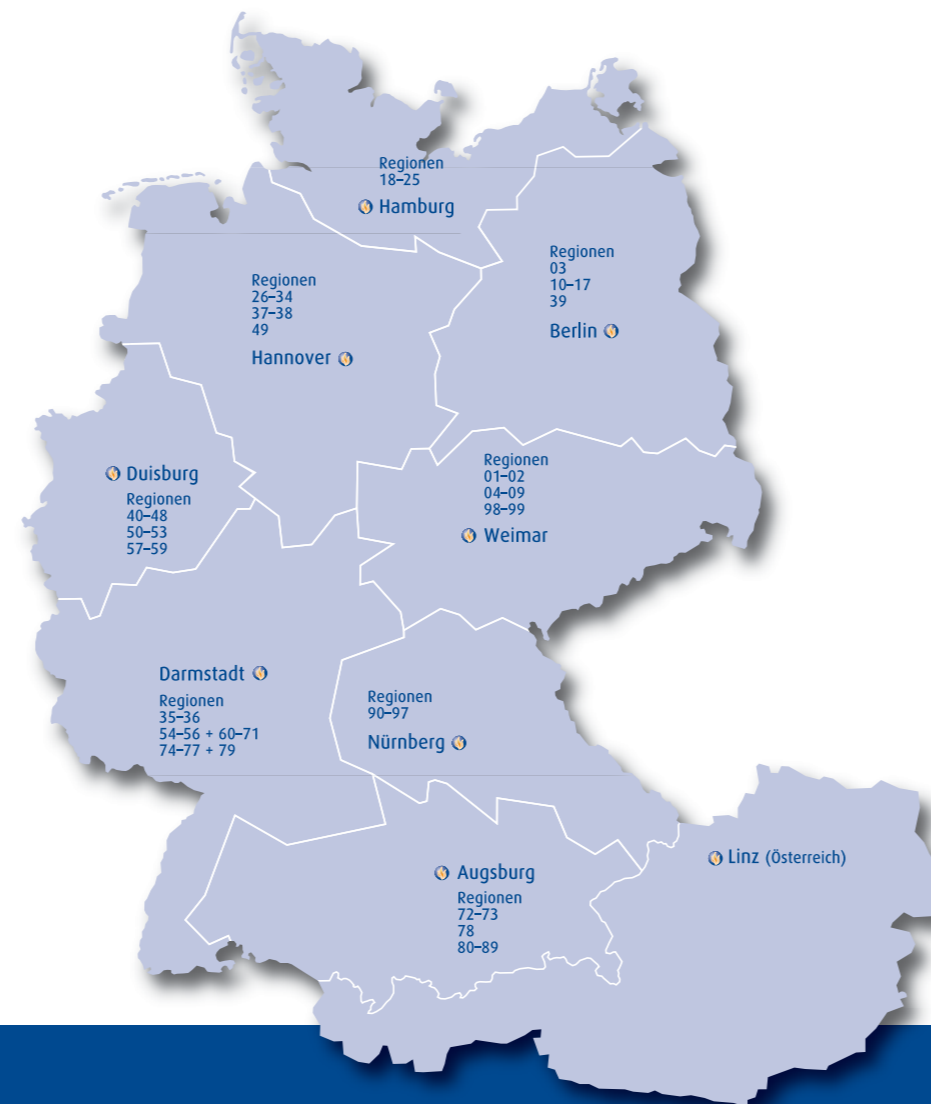 Regionen
18–25
Hamburg
Regionen
03
10–17
39
Berlin
Regionen
26–34
37–38
49
Hannover
Duisburg
Regionen
40–48
50–53
57–59
Regionen
01–02
04–09
98–99
Weimar
Darmstadt
Regionen
35–36
54–56 + 60–71
74–77 + 79
Regionen
90–97
Nürnberg
Linz (Österreich)
Augsburg
Regionen
72–73
78
80–89